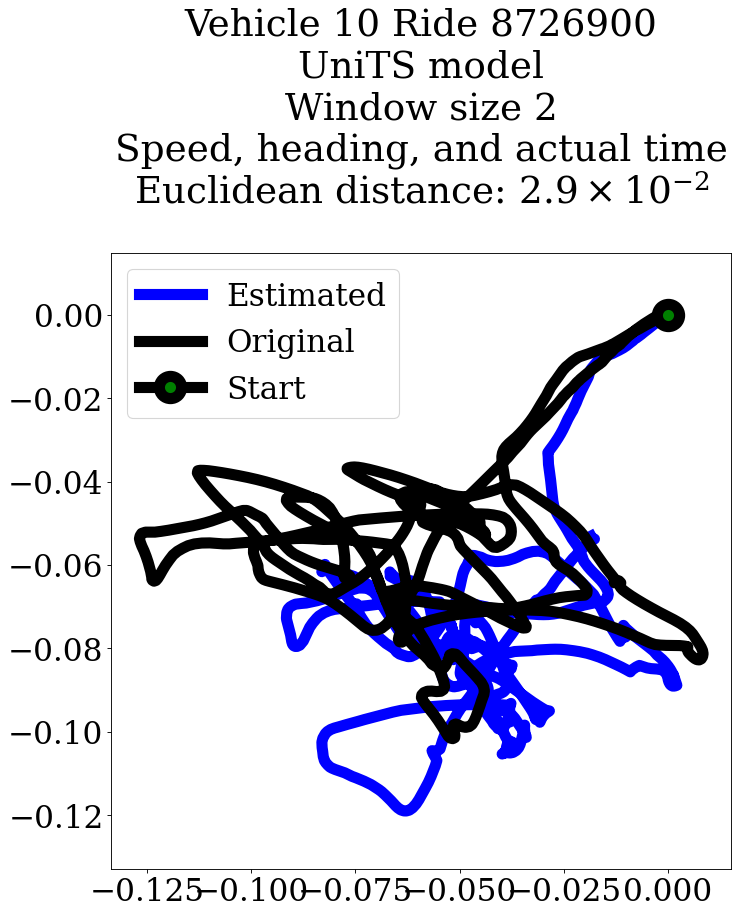 Vehicle 10 Ride 8726900
UniTS model
Window size 2
Speed, heading, and actual time
Euclidean distance: 2.9 × 10⁻²
Estimated
Original
Start
0.00
−0.02
−0.04
−0.06
−0.08
−0.10
−0.12
−0.125 −0.100 −0.075 −0.050 −0.025 0.000